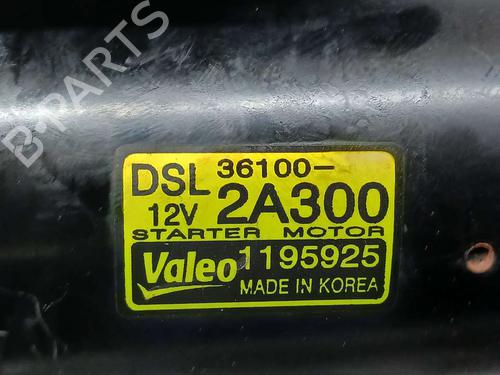 B-PARTS
DSL 36100-
12V 2A300
STARTER MOTOR
Valeo 1195925
MADE IN KOREA